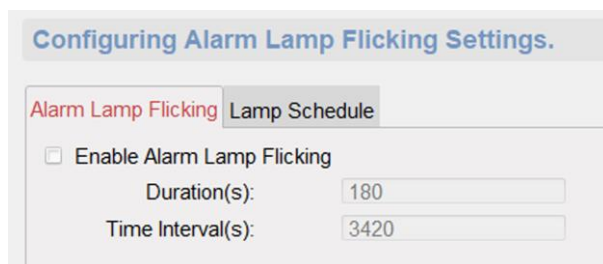 Configuring Alarm Lamp Flicking Settings.
Alarm Lamp Flicking Lamp Schedule
Enable Alarm Lamp Flicking
Duration(s): 180
Time Interval(s): 3420